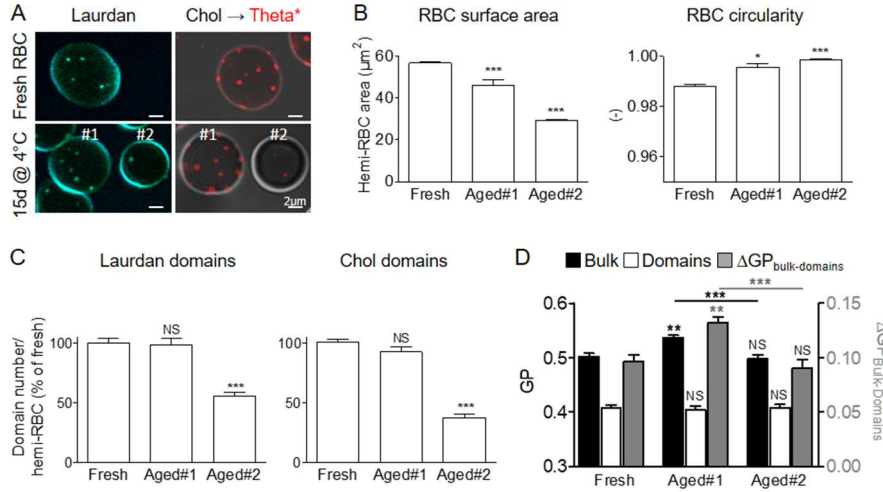 A
Laurdan
Chol → Theta*
Fresh RBC
15d @ 4°C
#1
#2
#1
#2
2μm
B
RBC surface area
Hemi-RBC area (μm²)
60
40
20
0
***
***
Fresh
Aged#1
Aged#2
RBC circularity
(-)
1.00
0.98
0.96
*
***
Fresh
Aged#1
Aged#2
C
Laurdan domains
Domain number/
hemi-RBC (% of fresh)
100
50
0
NS
***
Fresh
Aged#1
Aged#2
Chol domains
100
50
0
NS
***
Fresh
Aged#1
Aged#2
D
Bulk
Domains
ΔGPbulk-domains
***
***
GP
0.6
0.5
0.4
0.3
**
**
NS
NS
NS
NS
0.15
0.10
0.05
0.00
ΔGPBulk-Domains
Fresh
Aged#1
Aged#2